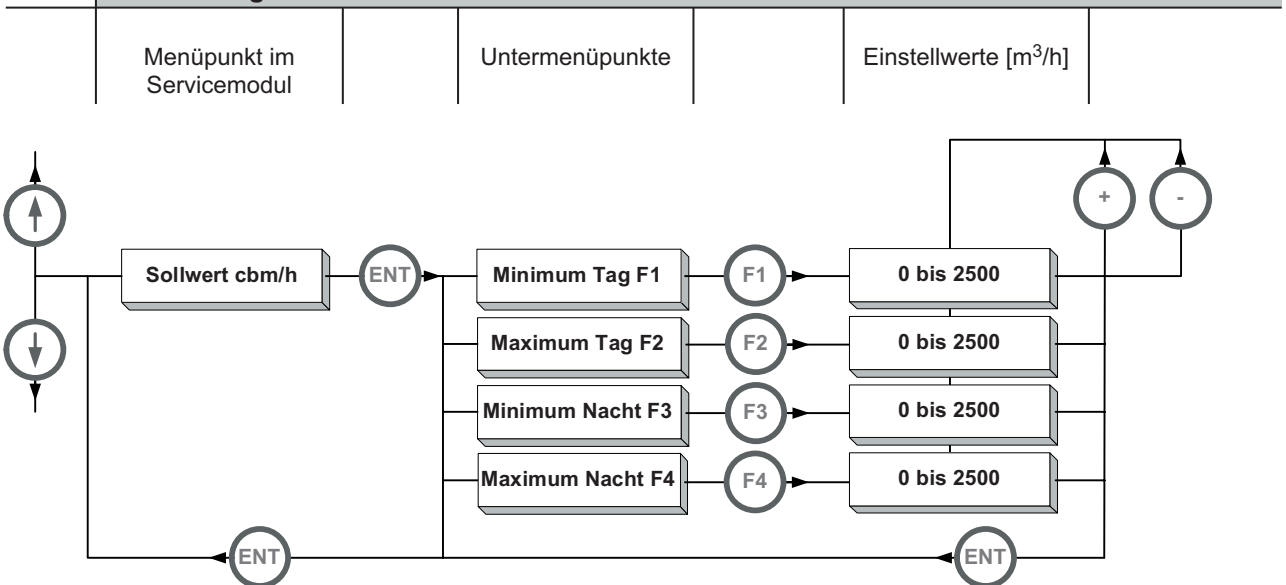 Menüpunkt im
Servicemodul
Untermenüpunkte
Einstellwerte [m³/h]
+
-
Sollwert cbm/h
ENT
Minimum Tag F1
F1
0 bis 2500
Maximum Tag F2
F2
0 bis 2500
Minimum Nacht F3
F3
0 bis 2500
Maximum Nacht F4
F4
0 bis 2500
ENT
ENT